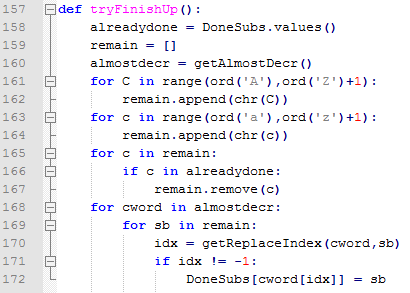 157 def tryFinishUp():
158     alreadydone = DoneSubs.values()
159     remain = []
160     almostdecr = getAlmostDecr()
161     for C in range(ord('A'),ord('Z')+1):
162         remain.append(chr(C))
163     for c in range(ord('a'),ord('z')+1):
164         remain.append(chr(c))
165     for c in remain:
166         if c in alreadydone:
167             remain.remove(c)
168     for cword in almostdecr:
169         for sb in remain:
170             idx = getReplaceIndex(cword,sb)
171             if idx != -1:
172                 DoneSubs[cword[idx]] = sb